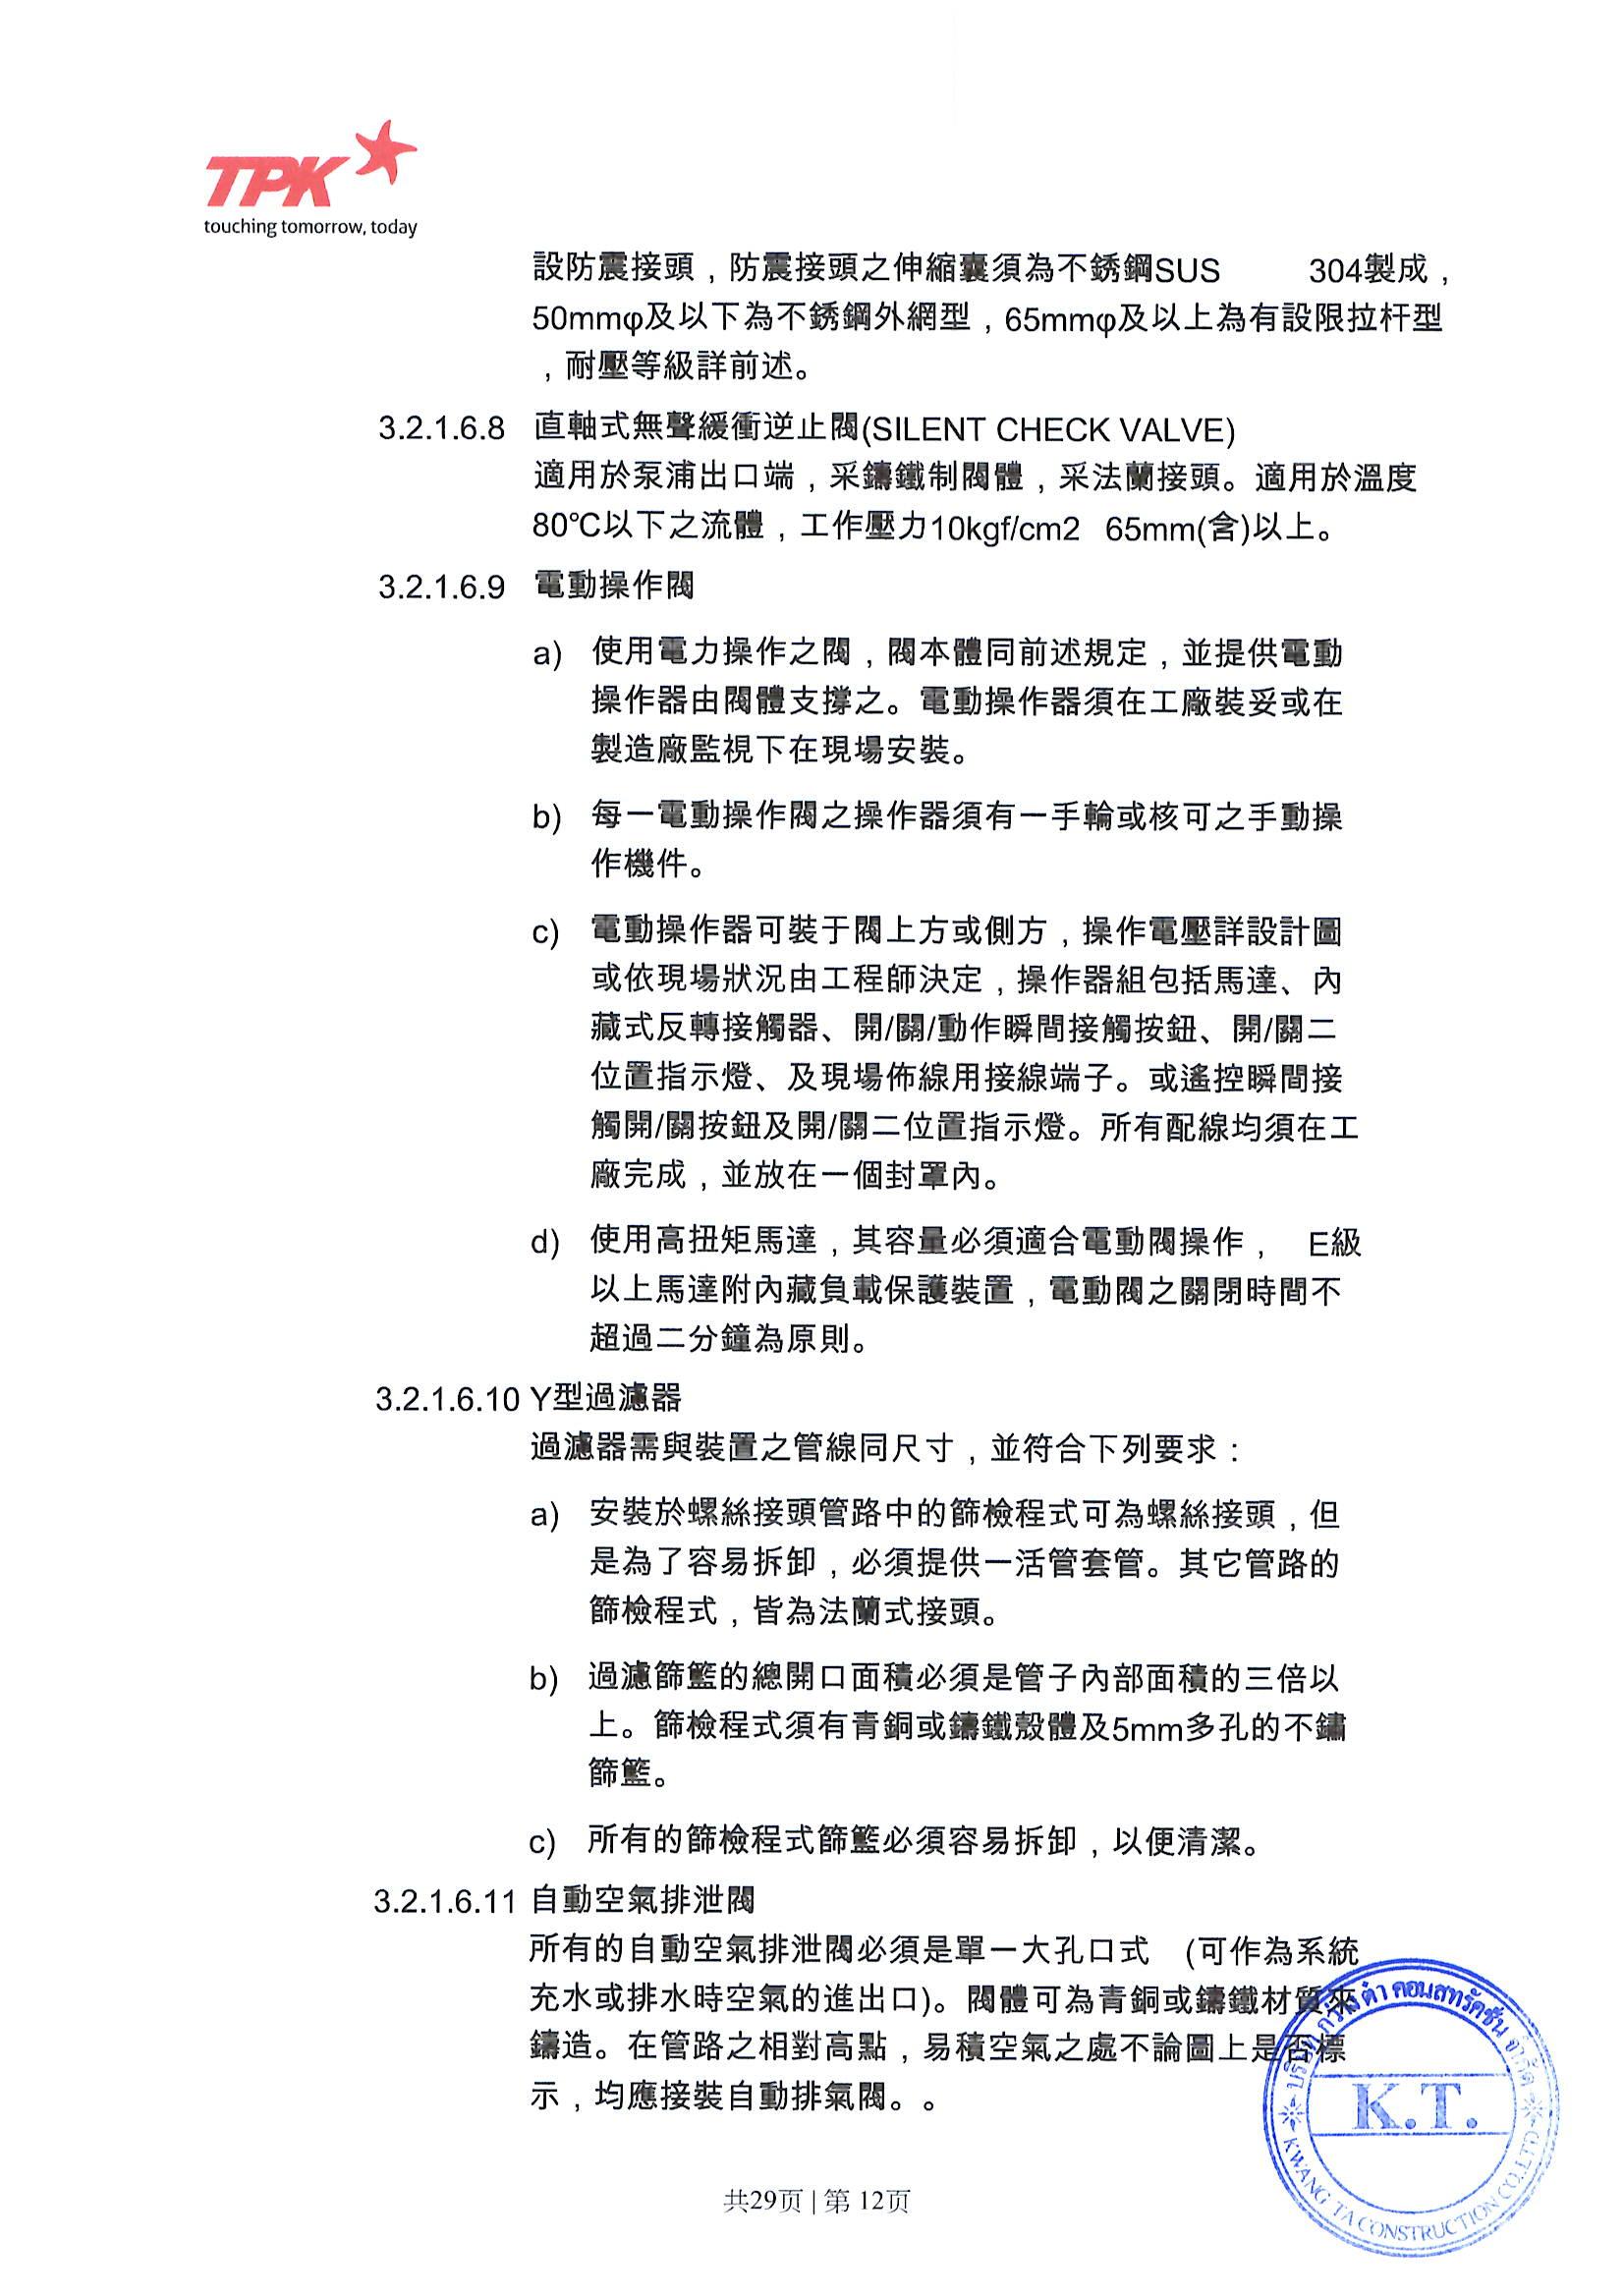 TPK
touching tomorrow, today
設防震接頭，防震接頭之伸縮囊須為不銹鋼SUS 304製成，
50mmφ及以下為不銹鋼外網型，65mmφ及以上為有設限拉杆型
，耐壓等級詳前述。
3.2.1.6.8 直軸式無聲緩衝逆止閥(SILENT CHECK VALVE)
適用於泵浦出口端，采鑄鐵制閥體，采法蘭接頭。適用於溫度
80℃以下之流體，工作壓力10kgf/cm2 65mm(含)以上。
3.2.1.6.9 電動操作閥
a) 使用電力操作之閥，閥本體同前述規定，並提供電動
操作器由閥體支撐之。電動操作器須在工廠裝妥或在
製造廠監視下在現場安裝。
b) 每一電動操作閥之操作器須有一手輪或核可之手動操
作機件。
c) 電動操作器可裝于閥上方或側方，操作電壓詳設計圖
或依現場狀況由工程師決定，操作器組包括馬達、內
藏式反轉接觸器、開/關/動作瞬間接觸按鈕、開/關二
位置指示燈、及現場佈線用接線端子。或遙控瞬間接
觸開/關按鈕及開/關二位置指示燈。所有配線均須在工
廠完成，並放在一個封罩內。
d) 使用高扭矩馬達，其容量必須適合電動閥操作， E級
以上馬達附內藏負載保護裝置，電動閥之關閉時間不
超過二分鐘為原則。
3.2.1.6.10 Y型過濾器
過濾器需與裝置之管線同尺寸，並符合下列要求：
a) 安裝於螺絲接頭管路中的篩檢程式可為螺絲接頭，但
是為了容易拆卸，必須提供一活管套管。其它管路的
篩檢程式，皆為法蘭式接頭。
b) 過濾篩籃的總開口面積必須是管子內部面積的三倍以
上。篩檢程式須有青銅或鑄鐵殼體及5mm多孔的不鏽
篩籃。
c) 所有的篩檢程式篩籃必須容易拆卸，以便清潔。
3.2.1.6.11 自動空氣排泄閥
所有的自動空氣排泄閥必須是單一大孔口式 (可作為系統
充水或排水時空氣的進出口)。閥體可為青銅或鑄鐵材質來
鑄造。在管路之相對高點，易積空氣之處不論圖上是否標
示，均應接裝自動排氣閥。。
บริษัท กวางต้า คอนสทรัคชั่น จำกัด
K.T.
KWANG TA CONSTRUCTION CO.,LTD
共29页 | 第 12页